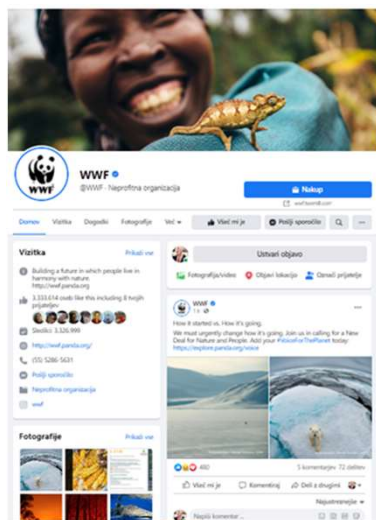 WWF
WWF
@WWF · Neprofitna organizacija
Nakup
Domov Vizitka Dogodki Fotografije Več
Všeč mi je
Pošlji sporočilo
Vizitka
Prikaži vse
Building a future in which people live in
harmony with nature.
http://wwf.panda.org
3.333.614 oseb like this including 8 tvojih
prijateljev
Sledilci: 3.326.999
http://wwf.panda.org/
(55) 5286-5631
Pošlji sporočilo
Neprofitna organizacija
wwf
Fotografije
Prikaži vse
Ustvari objavo
Fotografija/video
Objavi lokacijo
Označi prijatelje
WWF
How it started vs. How it's going.
We must urgently change how it's going. Join us in calling for a New
Deal for Nature and People. Add your #VoiceForThePlanet today:
https://explore.panda.org/voice
480
5 komentarjev 72 delitev
Všeč mi je
Komentiraj
Deli z drugimi
Najustreznejše
Napiši komentar ...